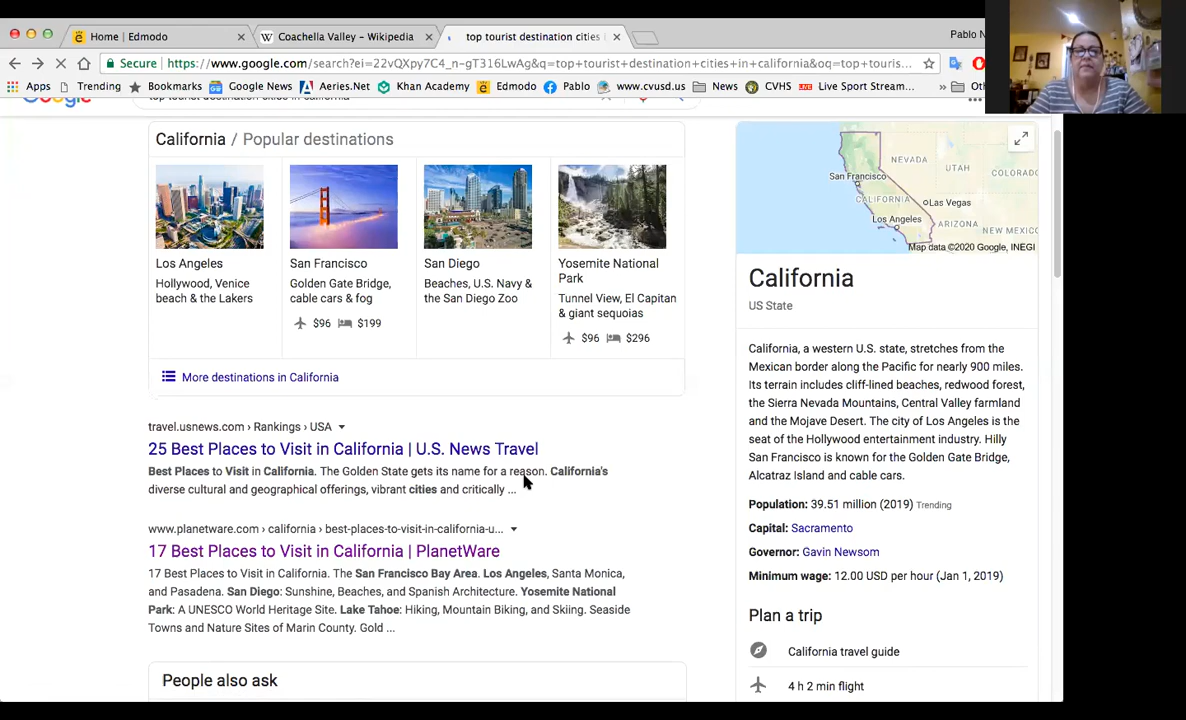 Home | Edmodo
Coachella Valley - Wikipedia
top tourist destination cities
Pablo N
Secure
https://www.google.com/search?ei=22vQXpy7C4_n-gT316LwAg&q=top+tourist+destination+cities+in+california&oq=top+touris...
Apps
Trending
Bookmarks
Google News
Aeries.Net
Khan Academy
Edmodo
Pablo
www.cvusd.us
News
CVHS
Live Sport Stream...
»
California / Popular destinations
Los Angeles
Hollywood, Venice
beach & the Lakers
San Francisco
Golden Gate Bridge,
cable cars & fog
$96 $199
San Diego
Beaches, U.S. Navy &
the San Diego Zoo
Yosemite National
Park
Tunnel View, El Capitan
& giant sequoias
$96 $296
More destinations in California
travel.usnews.com › Rankings › USA
25 Best Places to Visit in California | U.S. News Travel
Best Places to Visit in California. The Golden State gets its name for a reason. California's
diverse cultural and geographical offerings, vibrant cities and critically ...
www.planetware.com › california › best-places-to-visit-in-california-u...
17 Best Places to Visit in California | PlanetWare
17 Best Places to Visit in California. The San Francisco Bay Area. Los Angeles, Santa Monica,
and Pasadena. San Diego: Sunshine, Beaches, and Spanish Architecture. Yosemite National
Park: A UNESCO World Heritage Site. Lake Tahoe: Hiking, Mountain Biking, and Skiing. Seaside
Towns and Nature Sites of Marin County. Gold ...
People also ask
NEVADA
UTAH
COLORADO
San Francisco
CALIFORNIA
Las Vegas
Los Angeles
ARIZONA
NEW MEXICO
Map data ©2020 Google, INEGI
California
US State
California, a western U.S. state, stretches from the
Mexican border along the Pacific for nearly 900 miles.
Its terrain includes cliff-lined beaches, redwood forest,
the Sierra Nevada Mountains, Central Valley farmland
and the Mojave Desert. The city of Los Angeles is the
seat of the Hollywood entertainment industry. Hilly
San Francisco is known for the Golden Gate Bridge,
Alcatraz Island and cable cars.
Population: 39.51 million (2019) Trending
Capital: Sacramento
Governor: Gavin Newsom
Minimum wage: 12.00 USD per hour (Jan 1, 2019)
Plan a trip
California travel guide
4 h 2 min flight